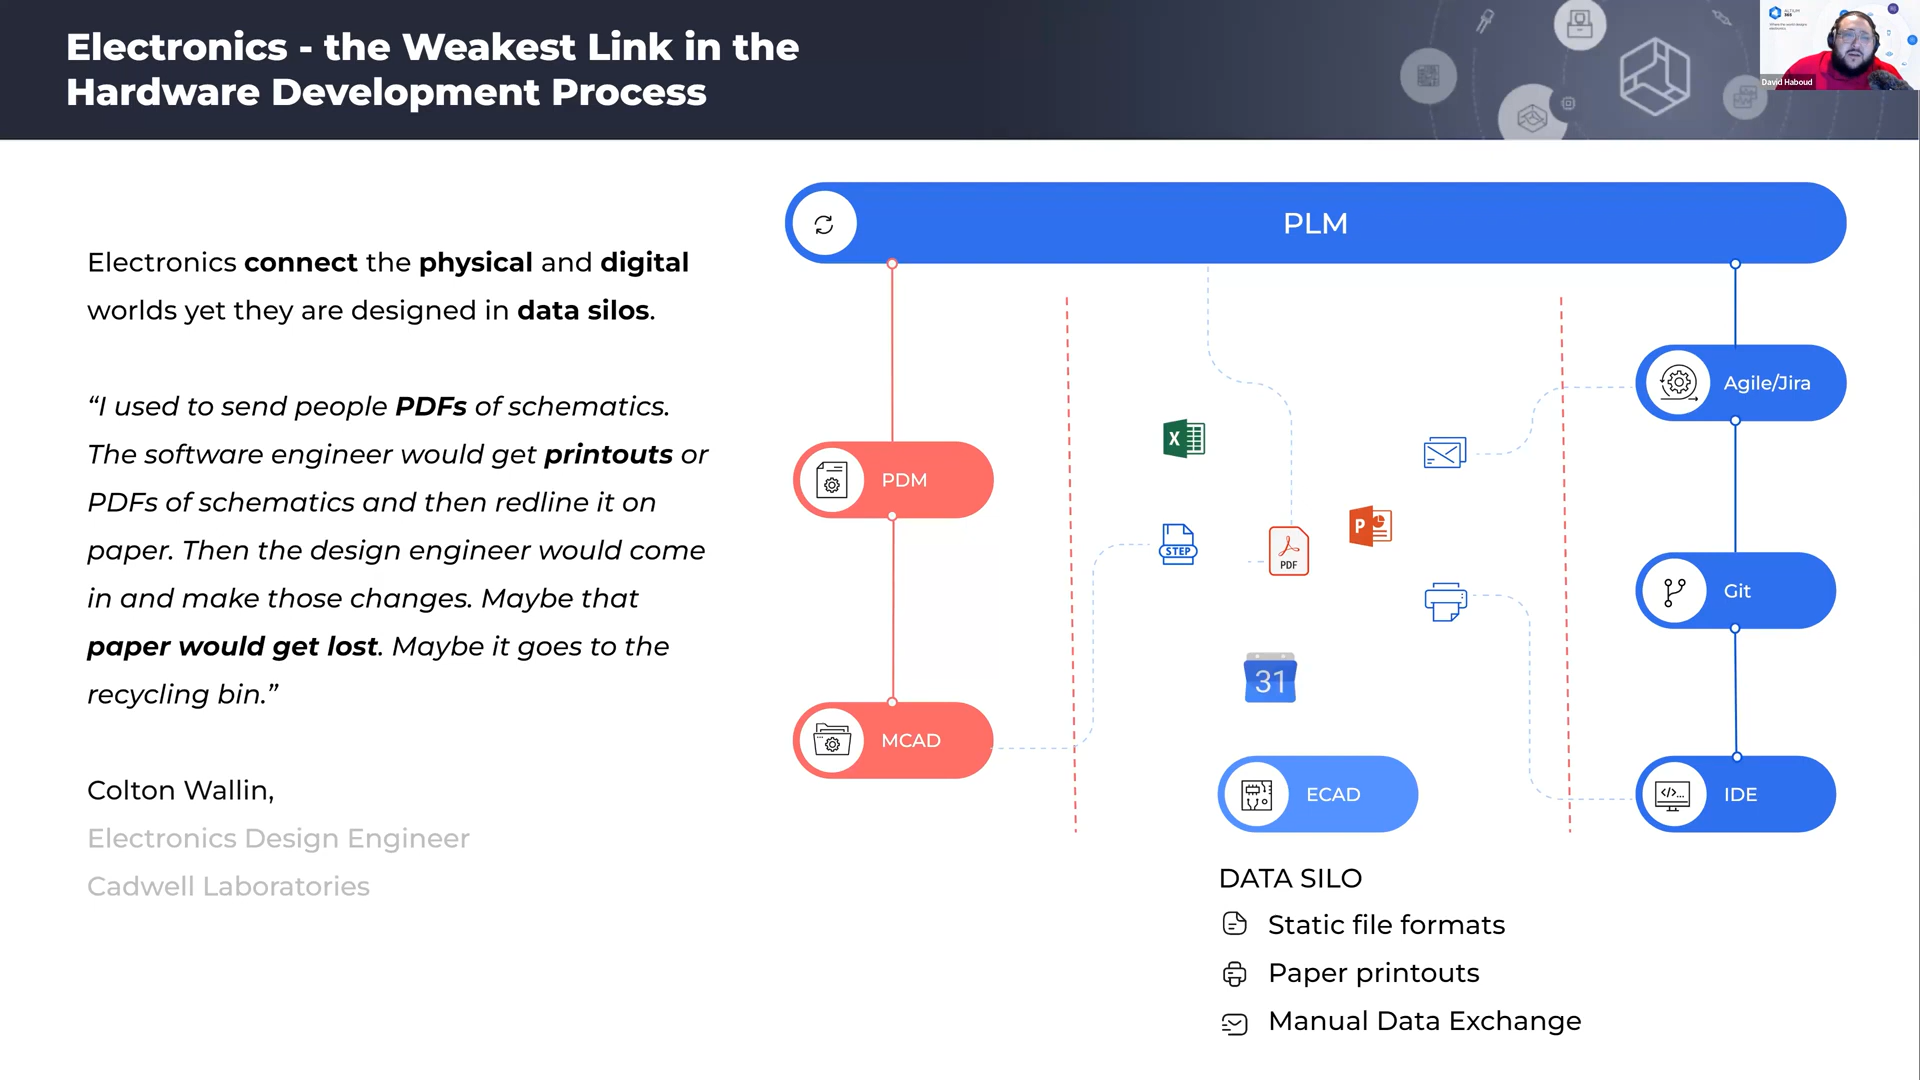 Electronics - the Weakest Link in the
Hardware Development Process
ALTIUM
365
David Haboud
Electronics connect the physical and digital
worlds yet they are designed in data silos.
“I used to send people PDFs of schematics.
The software engineer would get printouts or
PDFs of schematics and then redline it on
paper. Then the design engineer would come
in and make those changes. Maybe that
paper would get lost. Maybe it goes to the
recycling bin.”
Colton Wallin,
Electronics Design Engineer
Cadwell Laboratories
PLM
PDM
MCAD
X
STEP
PDF
P
31
ECAD
Agile/Jira
Git
</>...
IDE
DATA SILO
Static file formats
Paper printouts
Manual Data Exchange